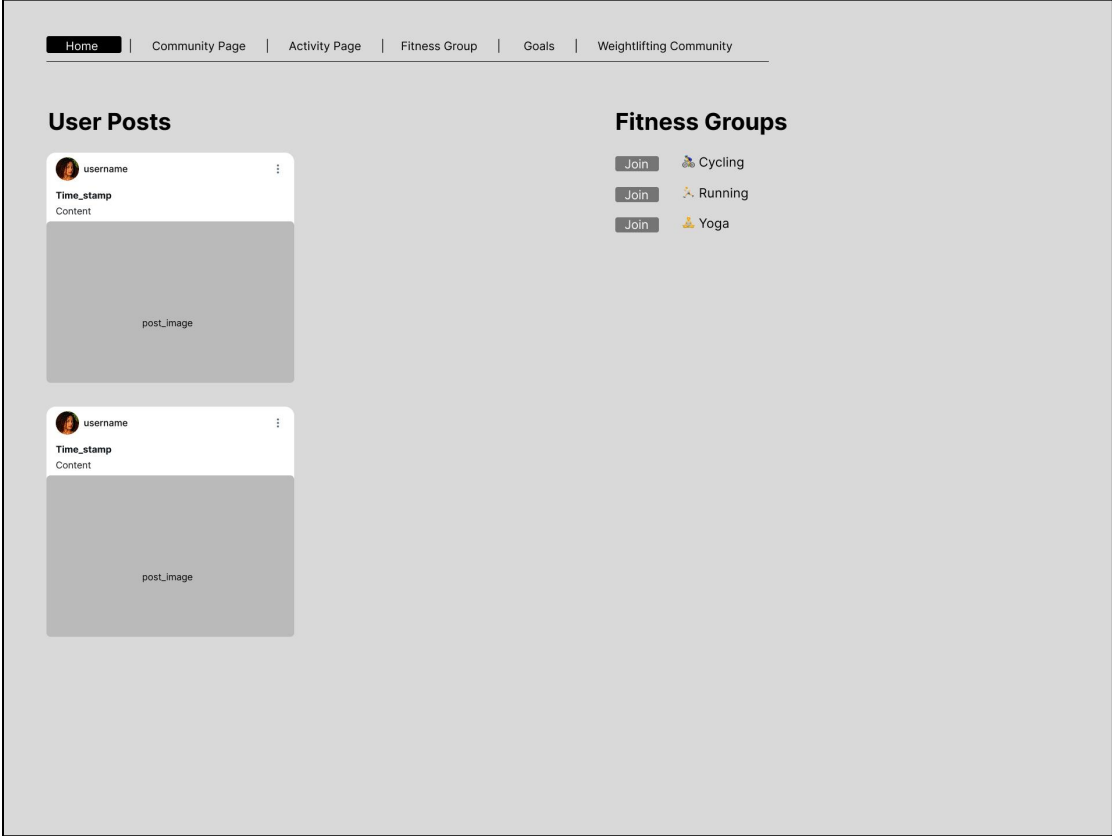 Home | Community Page | Activity Page | Fitness Group | Goals | Weightlifting Community
User Posts
username
Time_stamp
Content
post_image
username
Time_stamp
Content
post_image
Fitness Groups
Join 🚴 Cycling
Join 🏃 Running
Join 🧘 Yoga